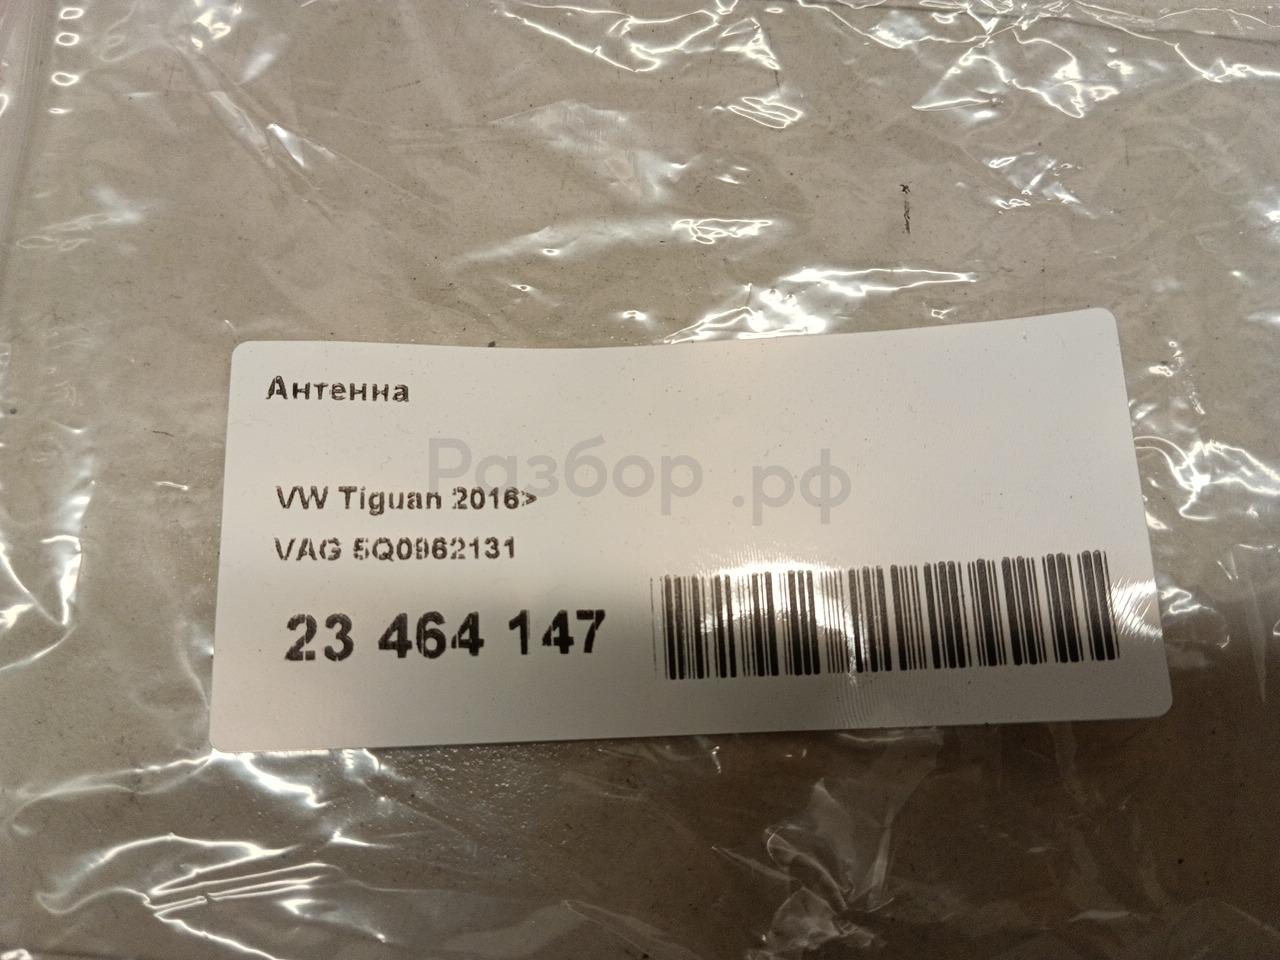 Антенна
Разбор.рф
VW Tiguan 2016>
VAG 5Q0962131
23 464 147